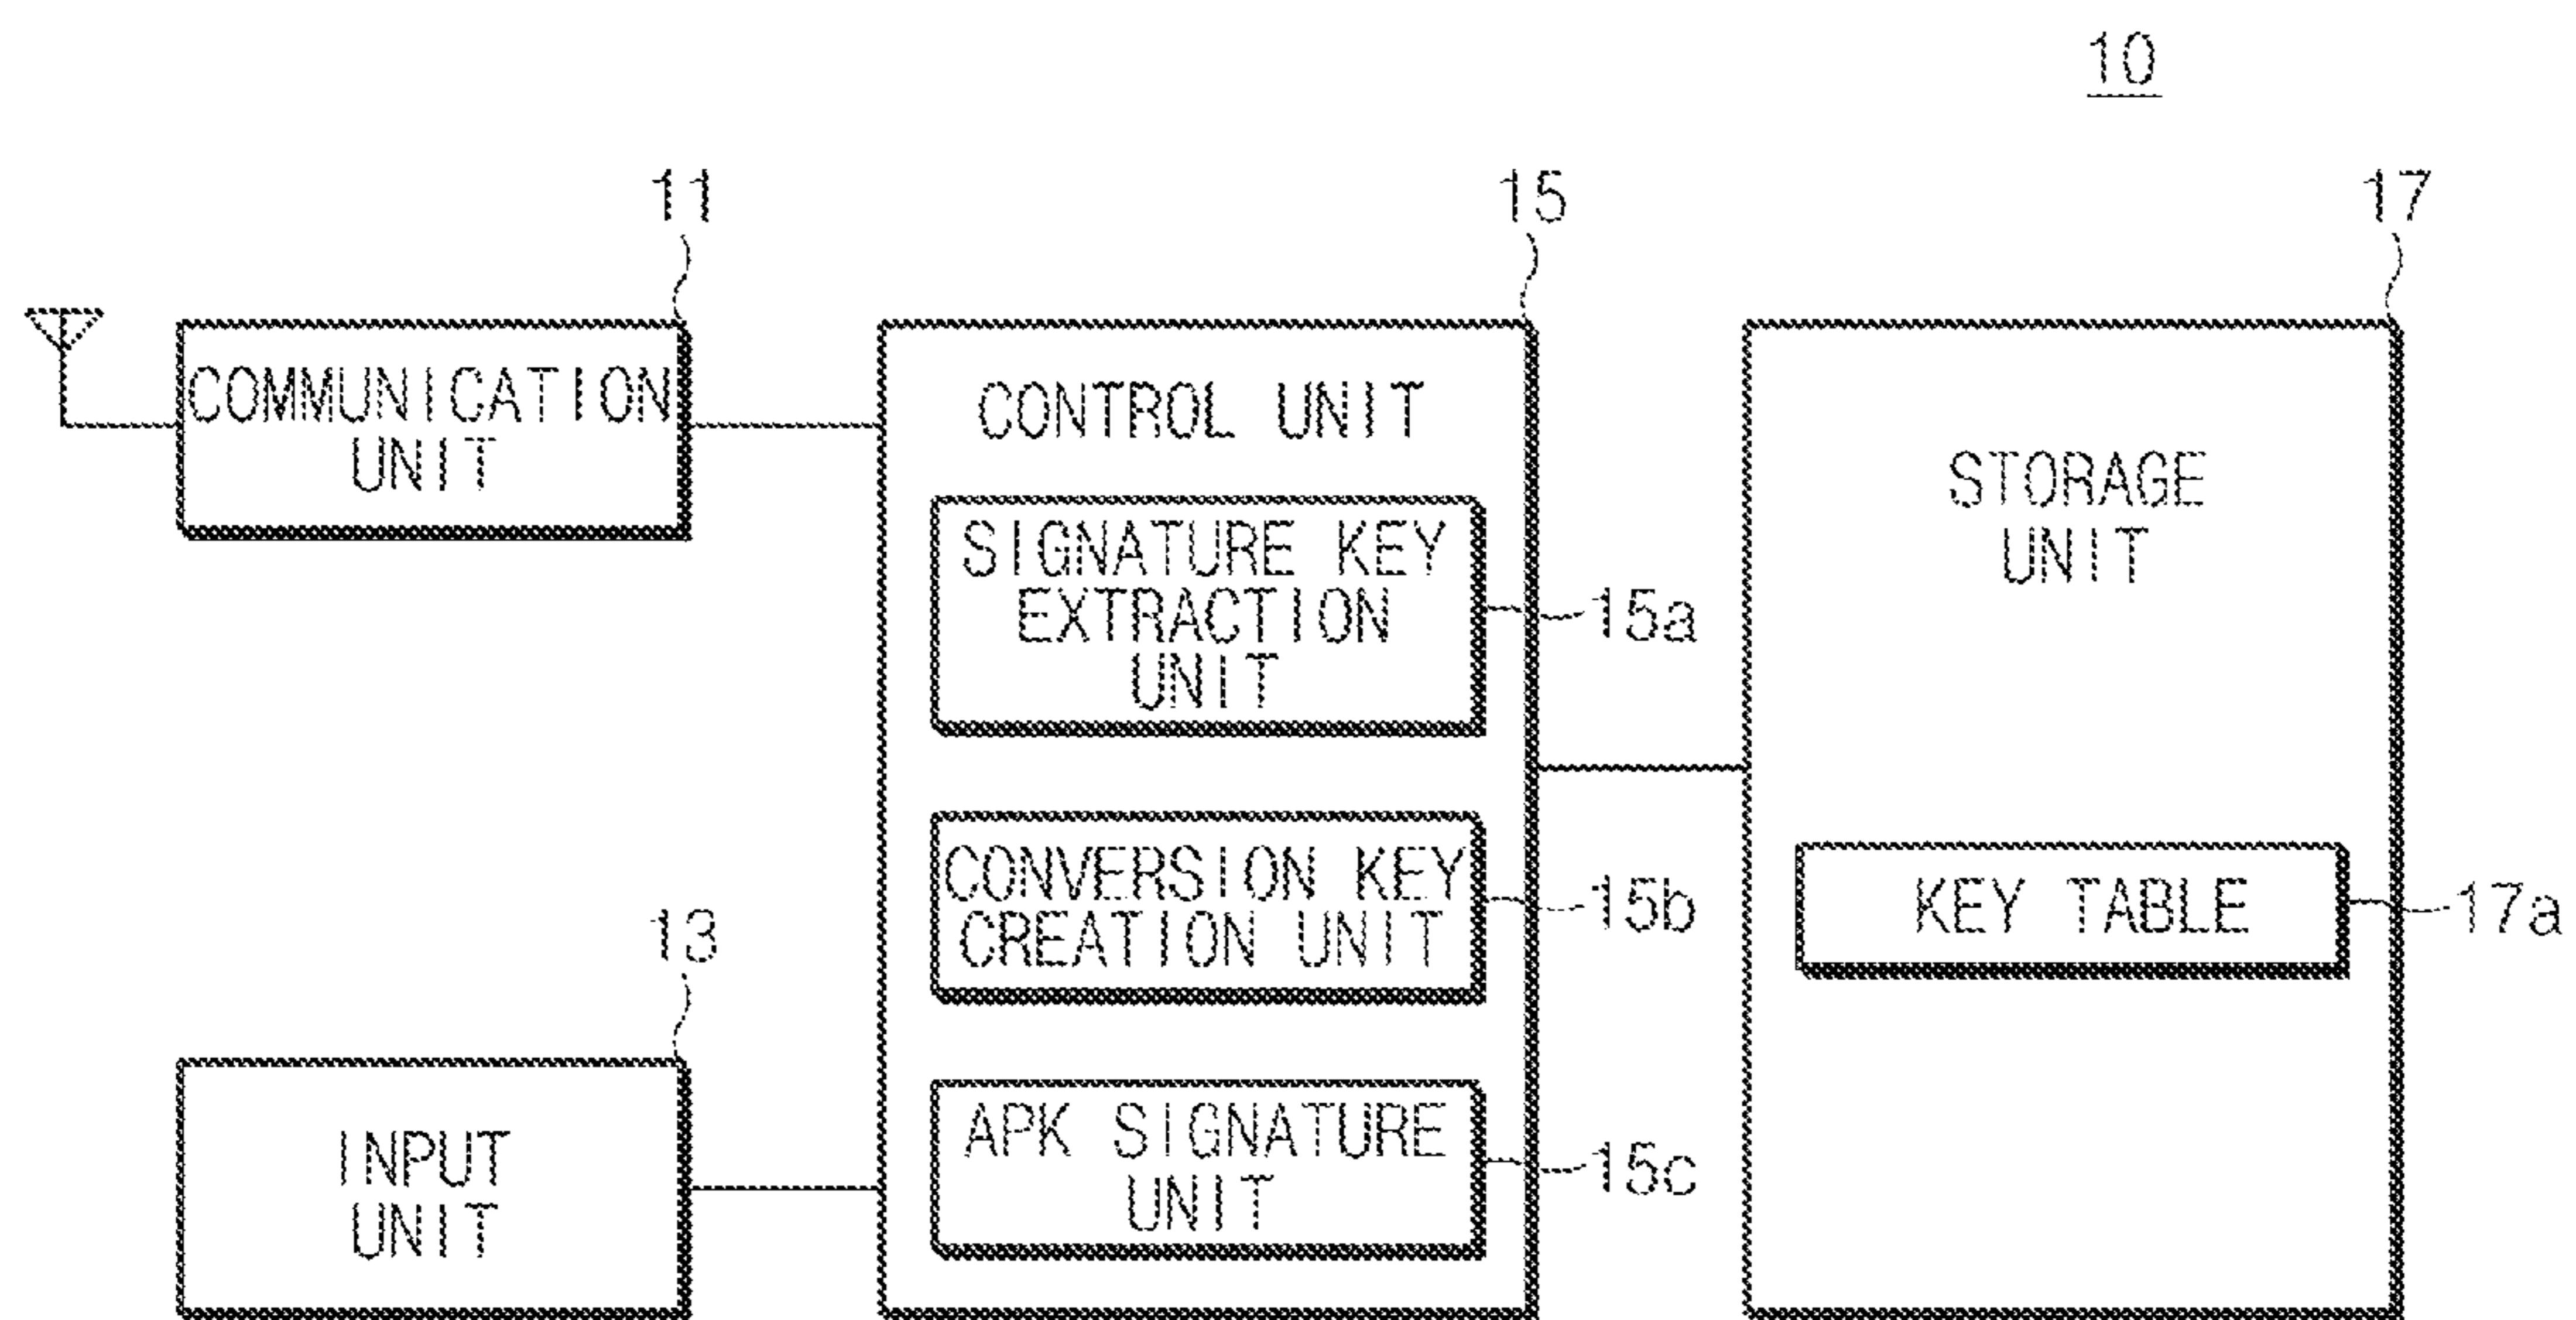 10
11
15
17
COMMUNICATION
UNIT
CONTROL UNIT
STORAGE
UNIT
SIGNATURE KEY
EXTRACTION
UNIT
15a
CONVERSION KEY
CREATION UNIT
15b
KEY TABLE
17a
13
INPUT
UNIT
APK SIGNATURE
UNIT
15c